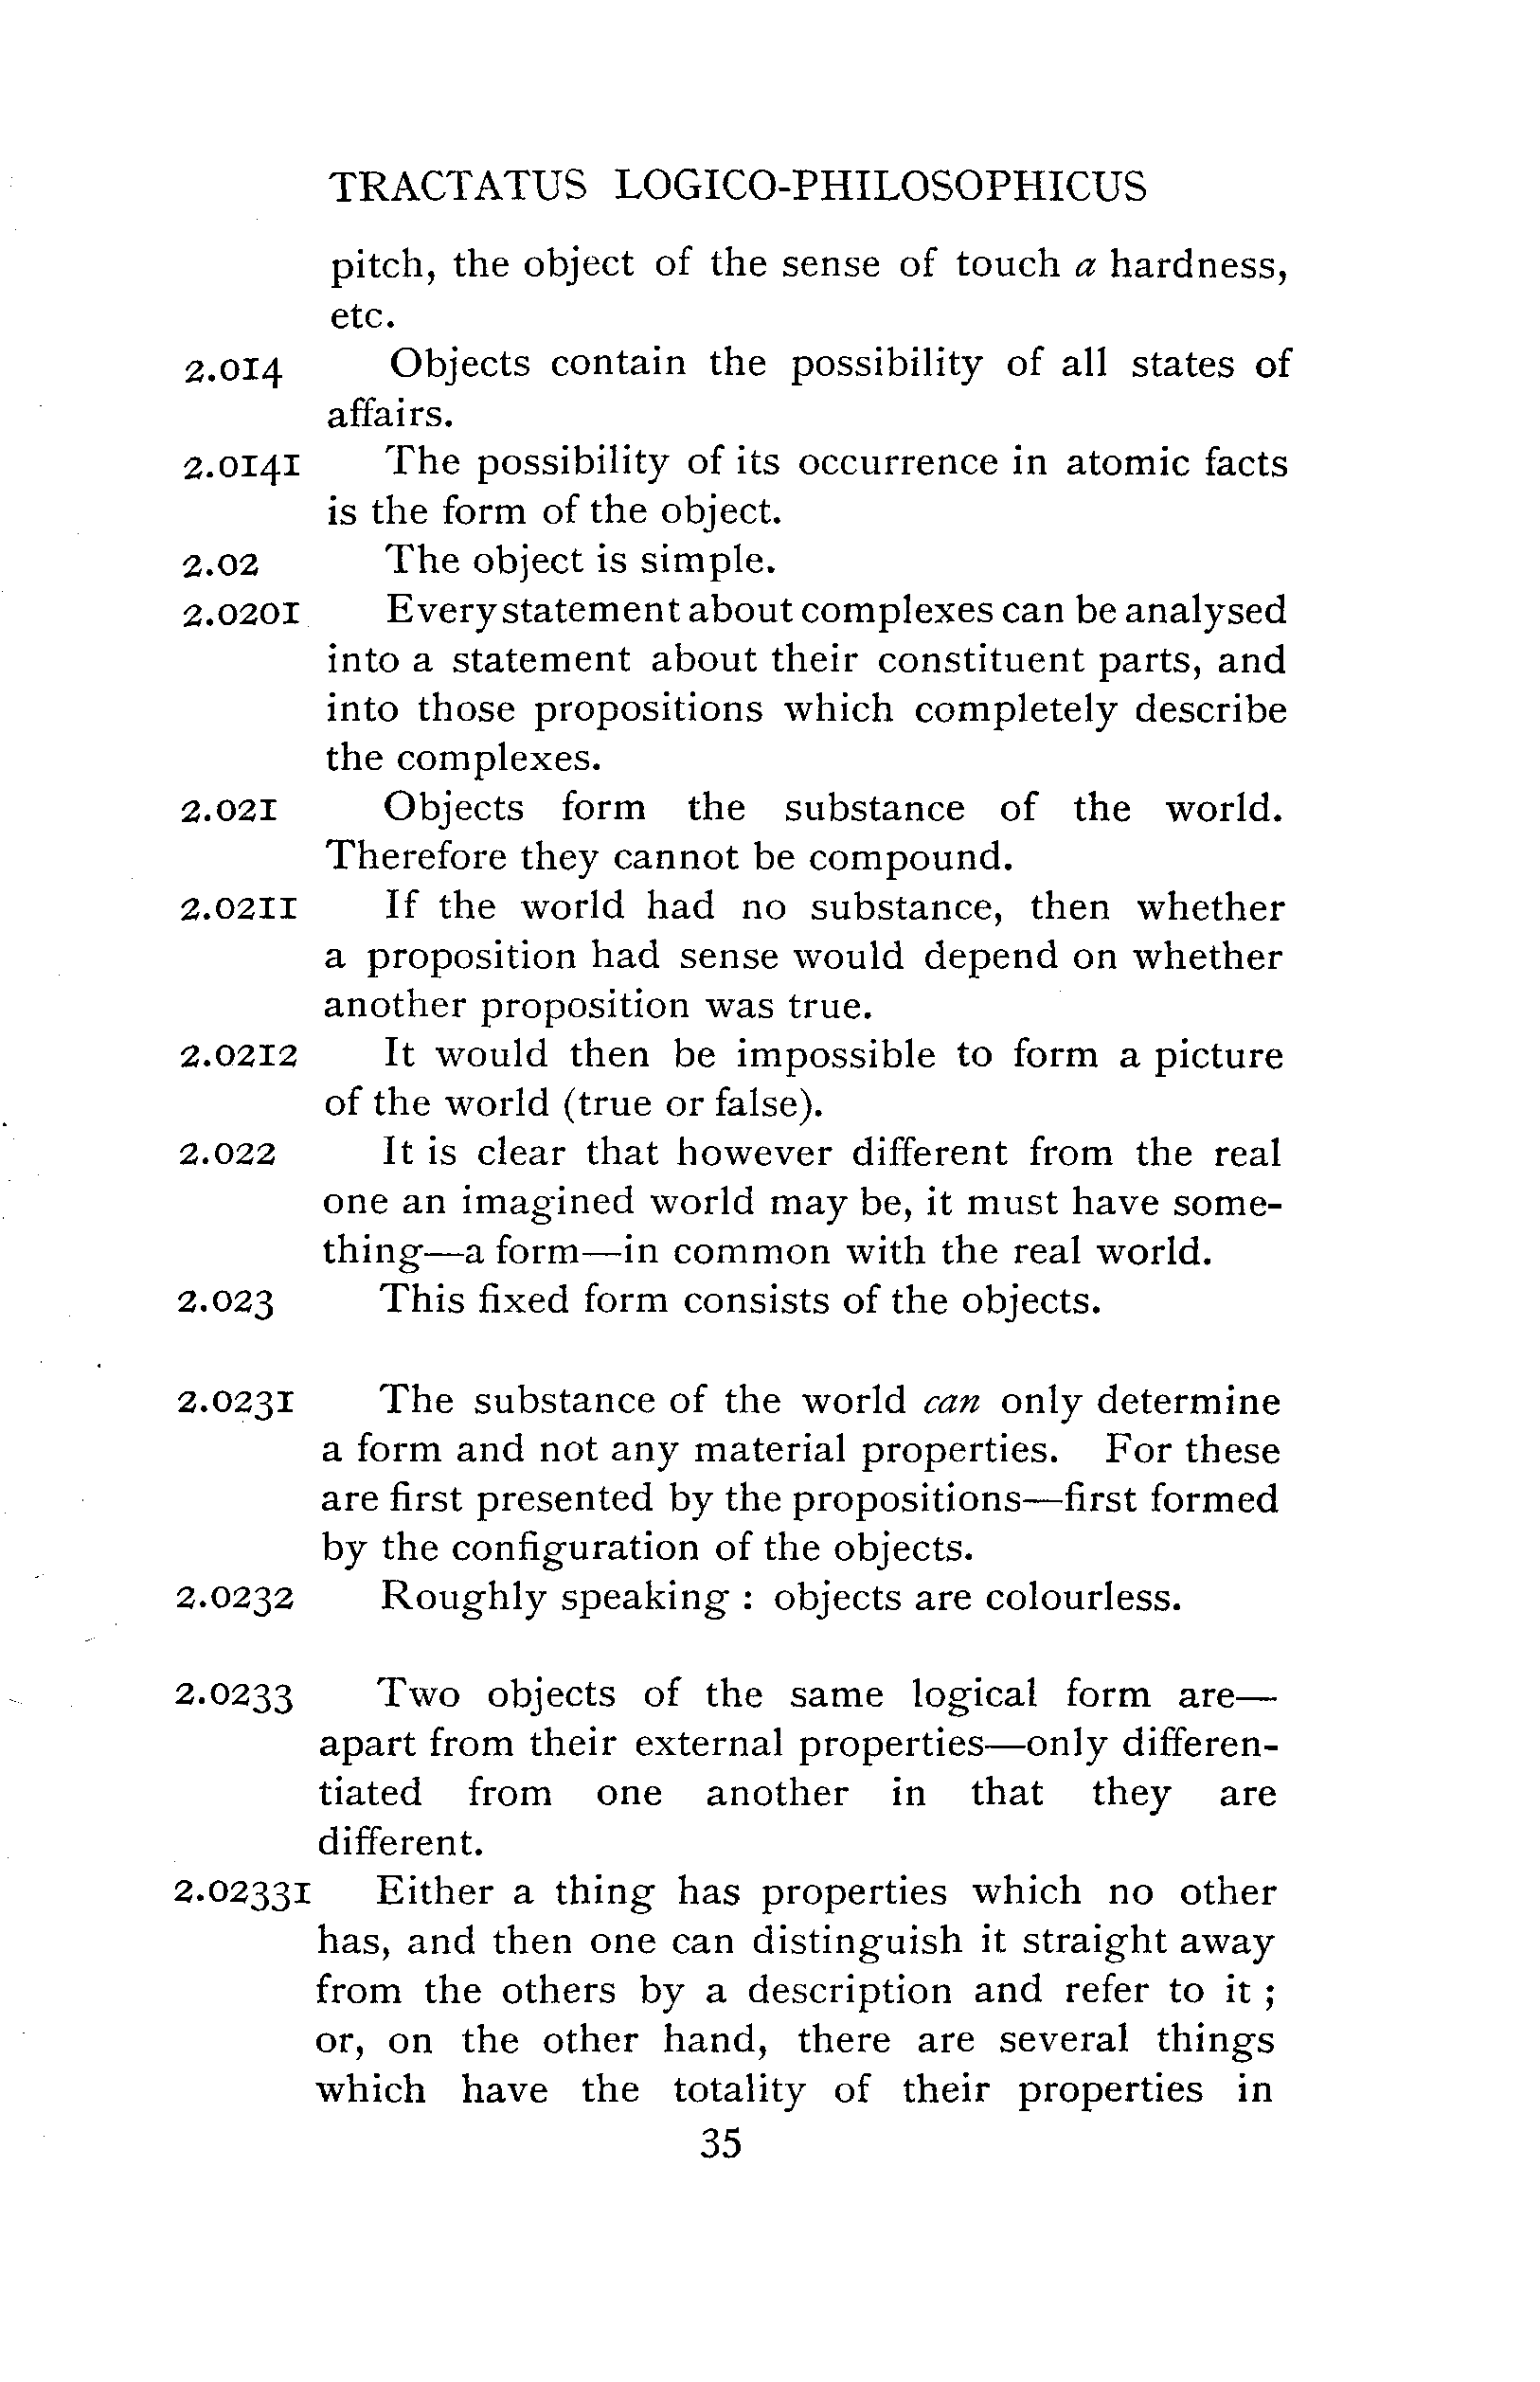 TRACTATUS LOGICO-PHILOSOPHICUS
pitch, the object of the sense of touch a hardness,
etc.
2.014 Objects contain the possibility of all states of
affairs.
2.0141 The possibility of its occurrence in atomic facts
is the form of the object.
2.02 The object is simple.
2.0201 Every statement about complexes can be analysed
into a statement about their constituent parts, and
into those propositions which completely describe
the complexes.
2.021 Objects form the substance of the world.
Therefore they cannot be compound.
2.0211 If the world had no substance, then whether
a proposition had sense would depend on whether
another proposition was true.
2.0212 It would then be impossible to form a picture
of the world (true or false).
2.022 It is clear that however different from the real
one an imagined world may be, it must have some-
thing—a form—in common with the real world.
2.023 This fixed form consists of the objects.
2.0231 The substance of the world can only determine
a form and not any material properties. For these
are first presented by the propositions—first formed
by the configuration of the objects.
2.0232 Roughly speaking : objects are colourless.
2.0233 Two objects of the same logical form are—
apart from their external properties—only differen-
tiated from one another in that they are
different.
2.02331 Either a thing has properties which no other
has, and then one can distinguish it straight away
from the others by a description and refer to it ;
or, on the other hand, there are several things
which have the totality of their properties in
35